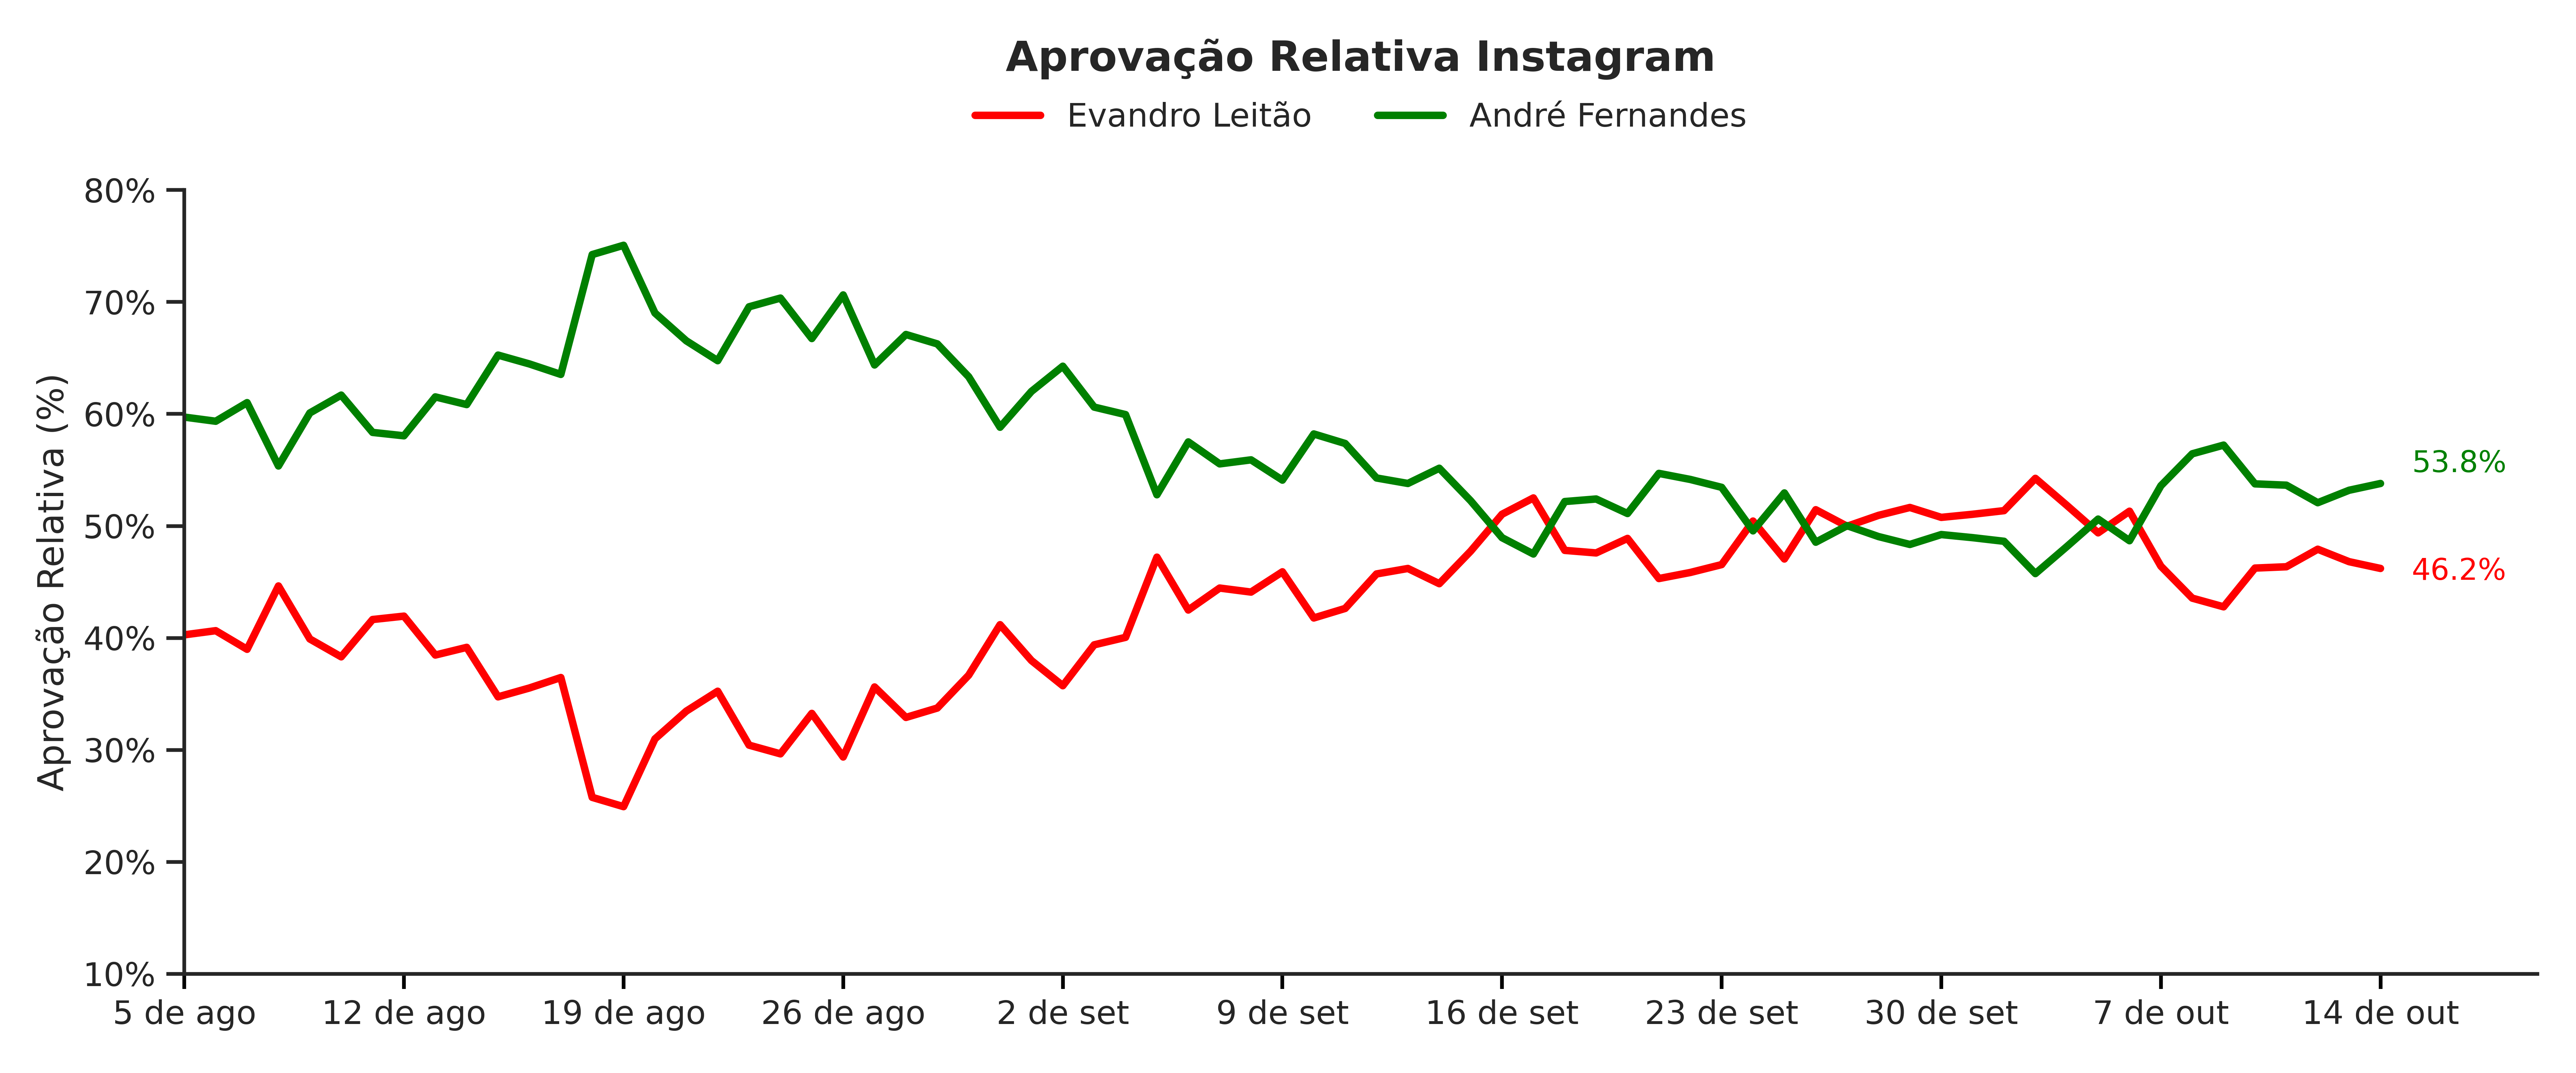 Aprovação Relativa Instagram
Evandro Leitão
André Fernandes
Aprovação Relativa (%)
80%
70%
60%
50%
40%
30%
20%
10%
53.8%
46.2%
5 de ago
12 de ago
19 de ago
26 de ago
2 de set
9 de set
16 de set
23 de set
30 de set
7 de out
14 de out